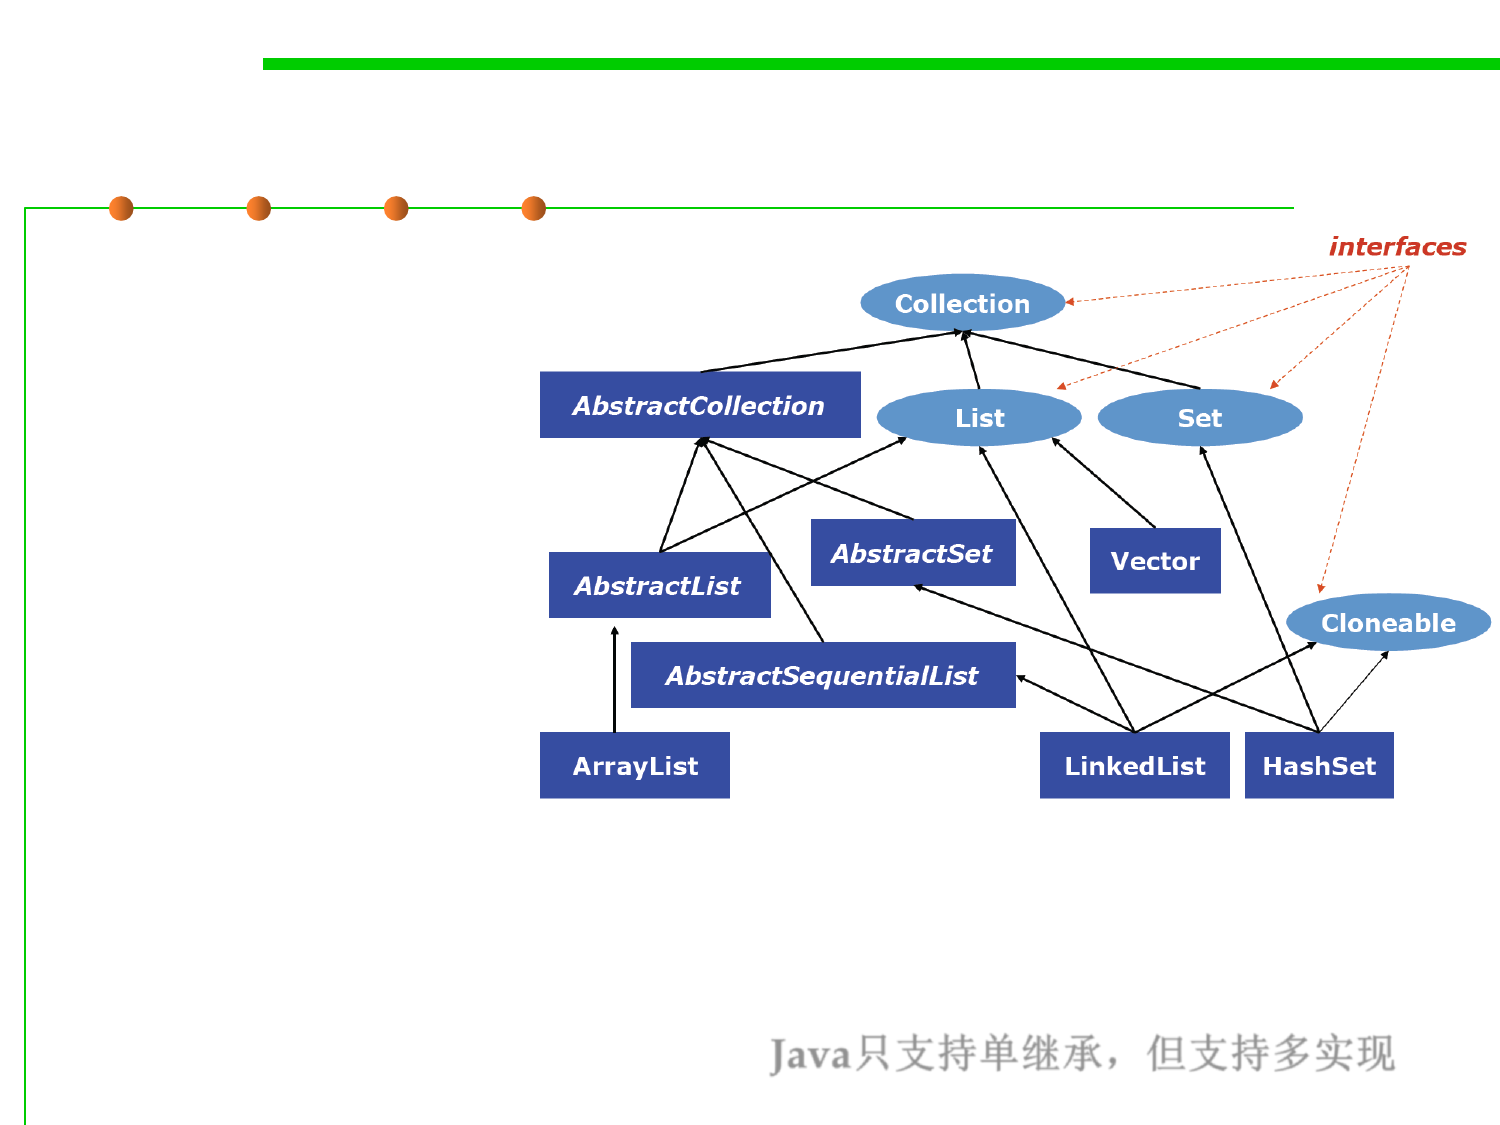 interfaces
Collection
AbstractCollection
List
Set
AbstractSet
Vector
AbstractList
Cloneable
AbstractSequentialList
ArrayList
LinkedList
HashSet
Java只支持单继承，但支持多实现